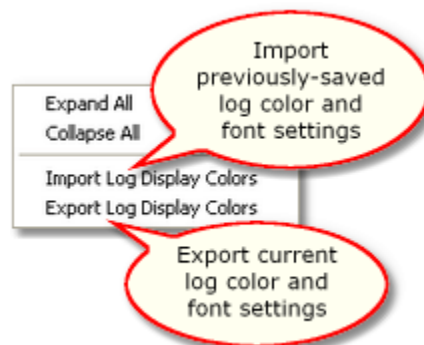 Import
previously-saved
log color and
font settings
Expand All
Collapse All
Import Log Display Colors
Export Log Display Colors
Export current
log color and
font settings